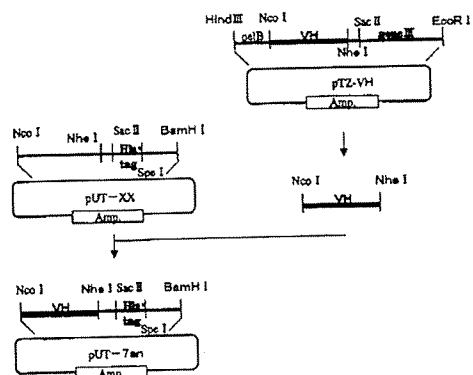 HindIII pelB Nco I VH Sac II gene III EcoR I
Nhe I
pTZ-VH
Amp.
Nco I Nhe I Sac II BamH I
His
tag
Spe I
pUT-XX
Amp.
Nco I Nhe I
VH
Nco I Nhe I Sac II BamH I
VH His
tag
Spe I
pUT-7an
Amp.